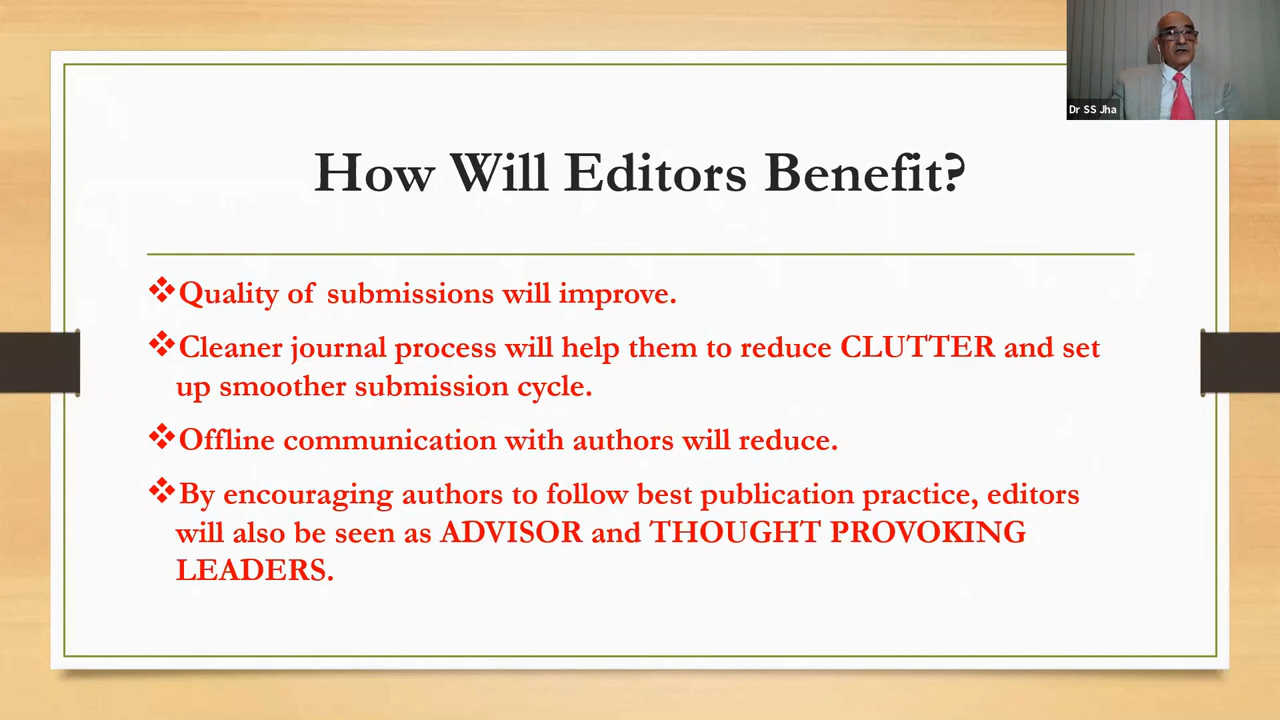 Dr SS Jha
How Will Editors Benefit?
❖Quality of submissions will improve.
❖Cleaner journal process will help them to reduce CLUTTER and set
up smoother submission cycle.
❖Offline communication with authors will reduce.
❖By encouraging authors to follow best publication practice, editors
will also be seen as ADVISOR and THOUGHT PROVOKING
LEADERS.